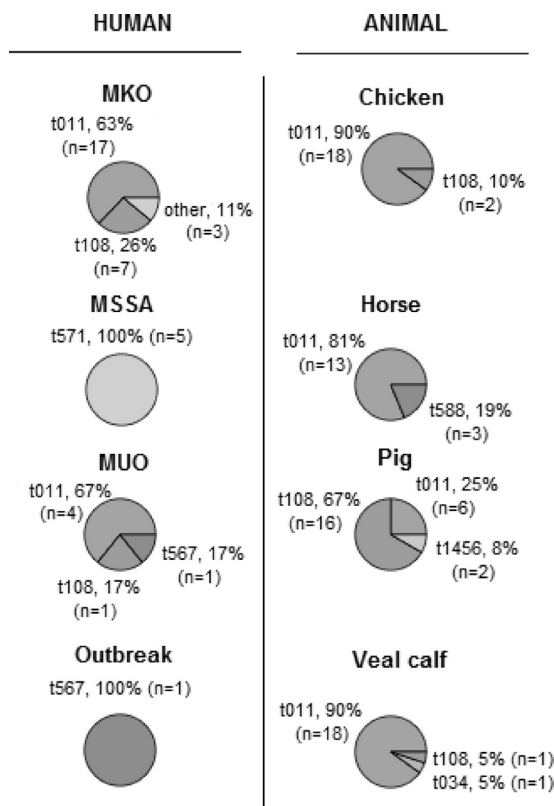 HUMAN
MKO
t011, 63%
(n=17)
other, 11%
(n=3)
t108, 26%
(n=7)
MSSA
t571, 100% (n=5)
MUO
t011, 67%
(n=4)
t567, 17%
(n=1)
t108, 17%
(n=1)
Outbreak
t567, 100% (n=1)
ANIMAL
Chicken
t011, 90%
(n=18)
t108, 10%
(n=2)
Horse
t011, 81%
(n=13)
t588, 19%
(n=3)
Pig
t011, 25%
(n=6)
t108, 67%
(n=16)
t1456, 8%
(n=2)
Veal calf
t011, 90%
(n=18)
t108, 5% (n=1)
t034, 5% (n=1)